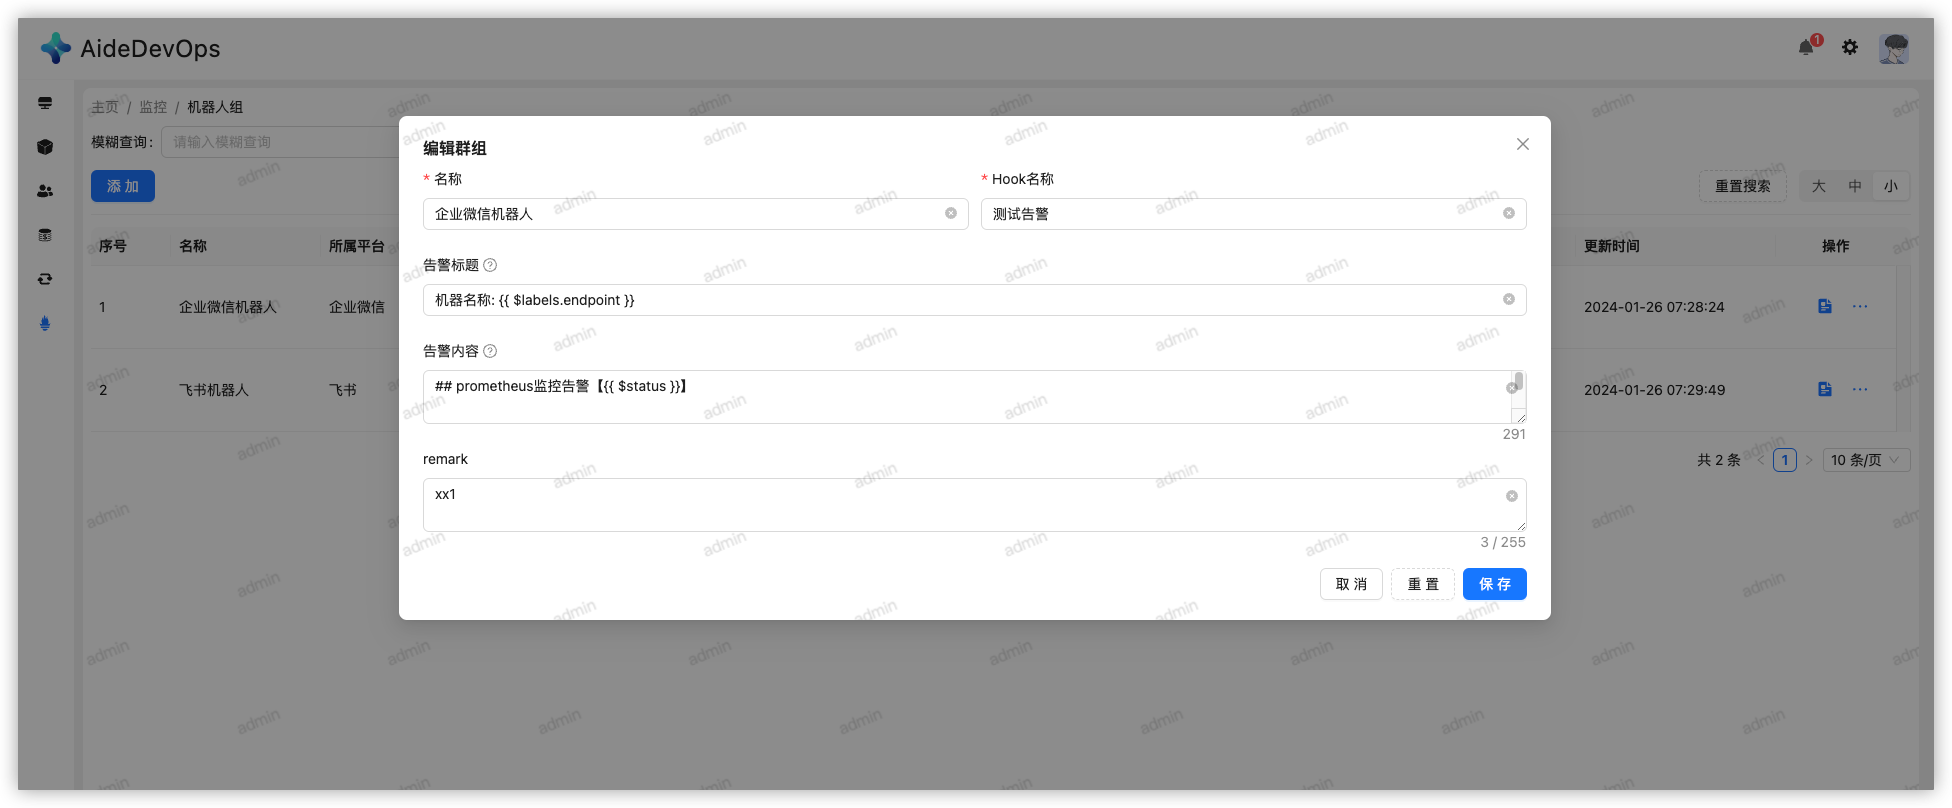 AideDevOps
1
主页 / 监控 / 机器人组
模糊查询: 请输入模糊查询
添 加
重置搜索 大 中 小
序号 名称 所属平台 更新时间 操作
1 企业微信机器人 企业微信 2024-01-26 07:28:24
2 飞书机器人 飞书 2024-01-26 07:29:49
共 2 条 < 1 > 10 条/页
编辑群组
* 名称 * Hook名称
企业微信机器人 测试告警
告警标题
机器名称: {{ $labels.endpoint }}
告警内容
## prometheus监控告警【{{ $status }}】
291
remark
xx1
3 / 255
取 消 重 置 保 存
admin